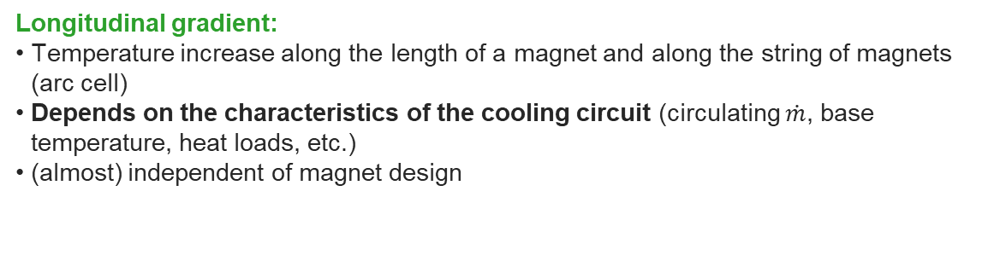 Longitudinal gradient:
• Temperature increase along the length of a magnet and along the string of magnets
(arc cell)
• Depends on the characteristics of the cooling circuit (circulating ṁ, base
temperature, heat loads, etc.)
• (almost) independent of magnet design